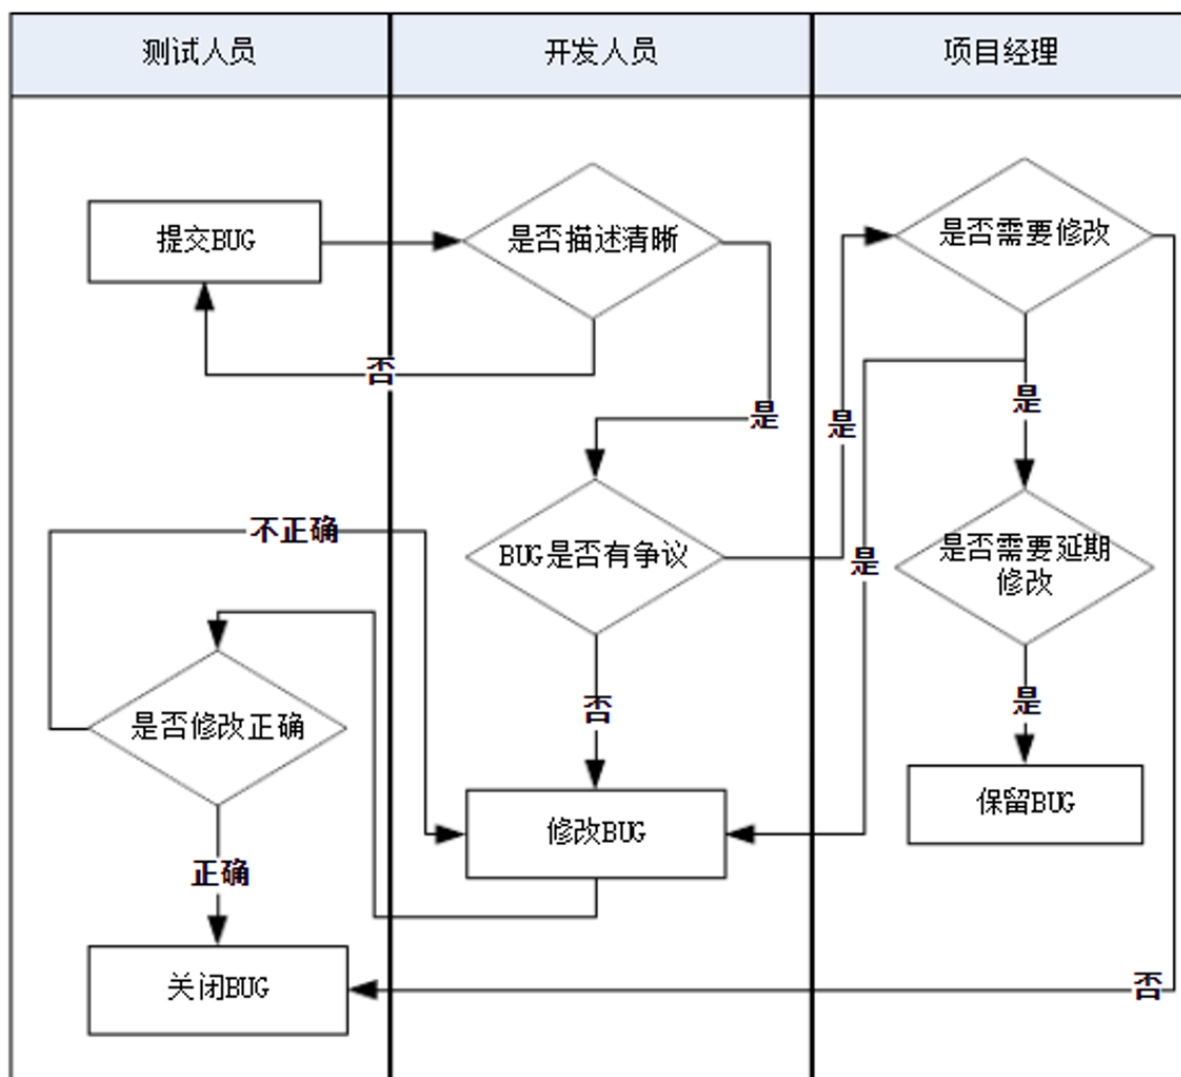 测试人员
开发人员
项目经理
提交BUG
是否描述清晰
是否需要修改
否
是
是
是
不正确
BUG是否有争议
是
是否需要延期
修改
是否修改正确
否
是
保留BUG
修改BUG
正确
关闭BUG
否